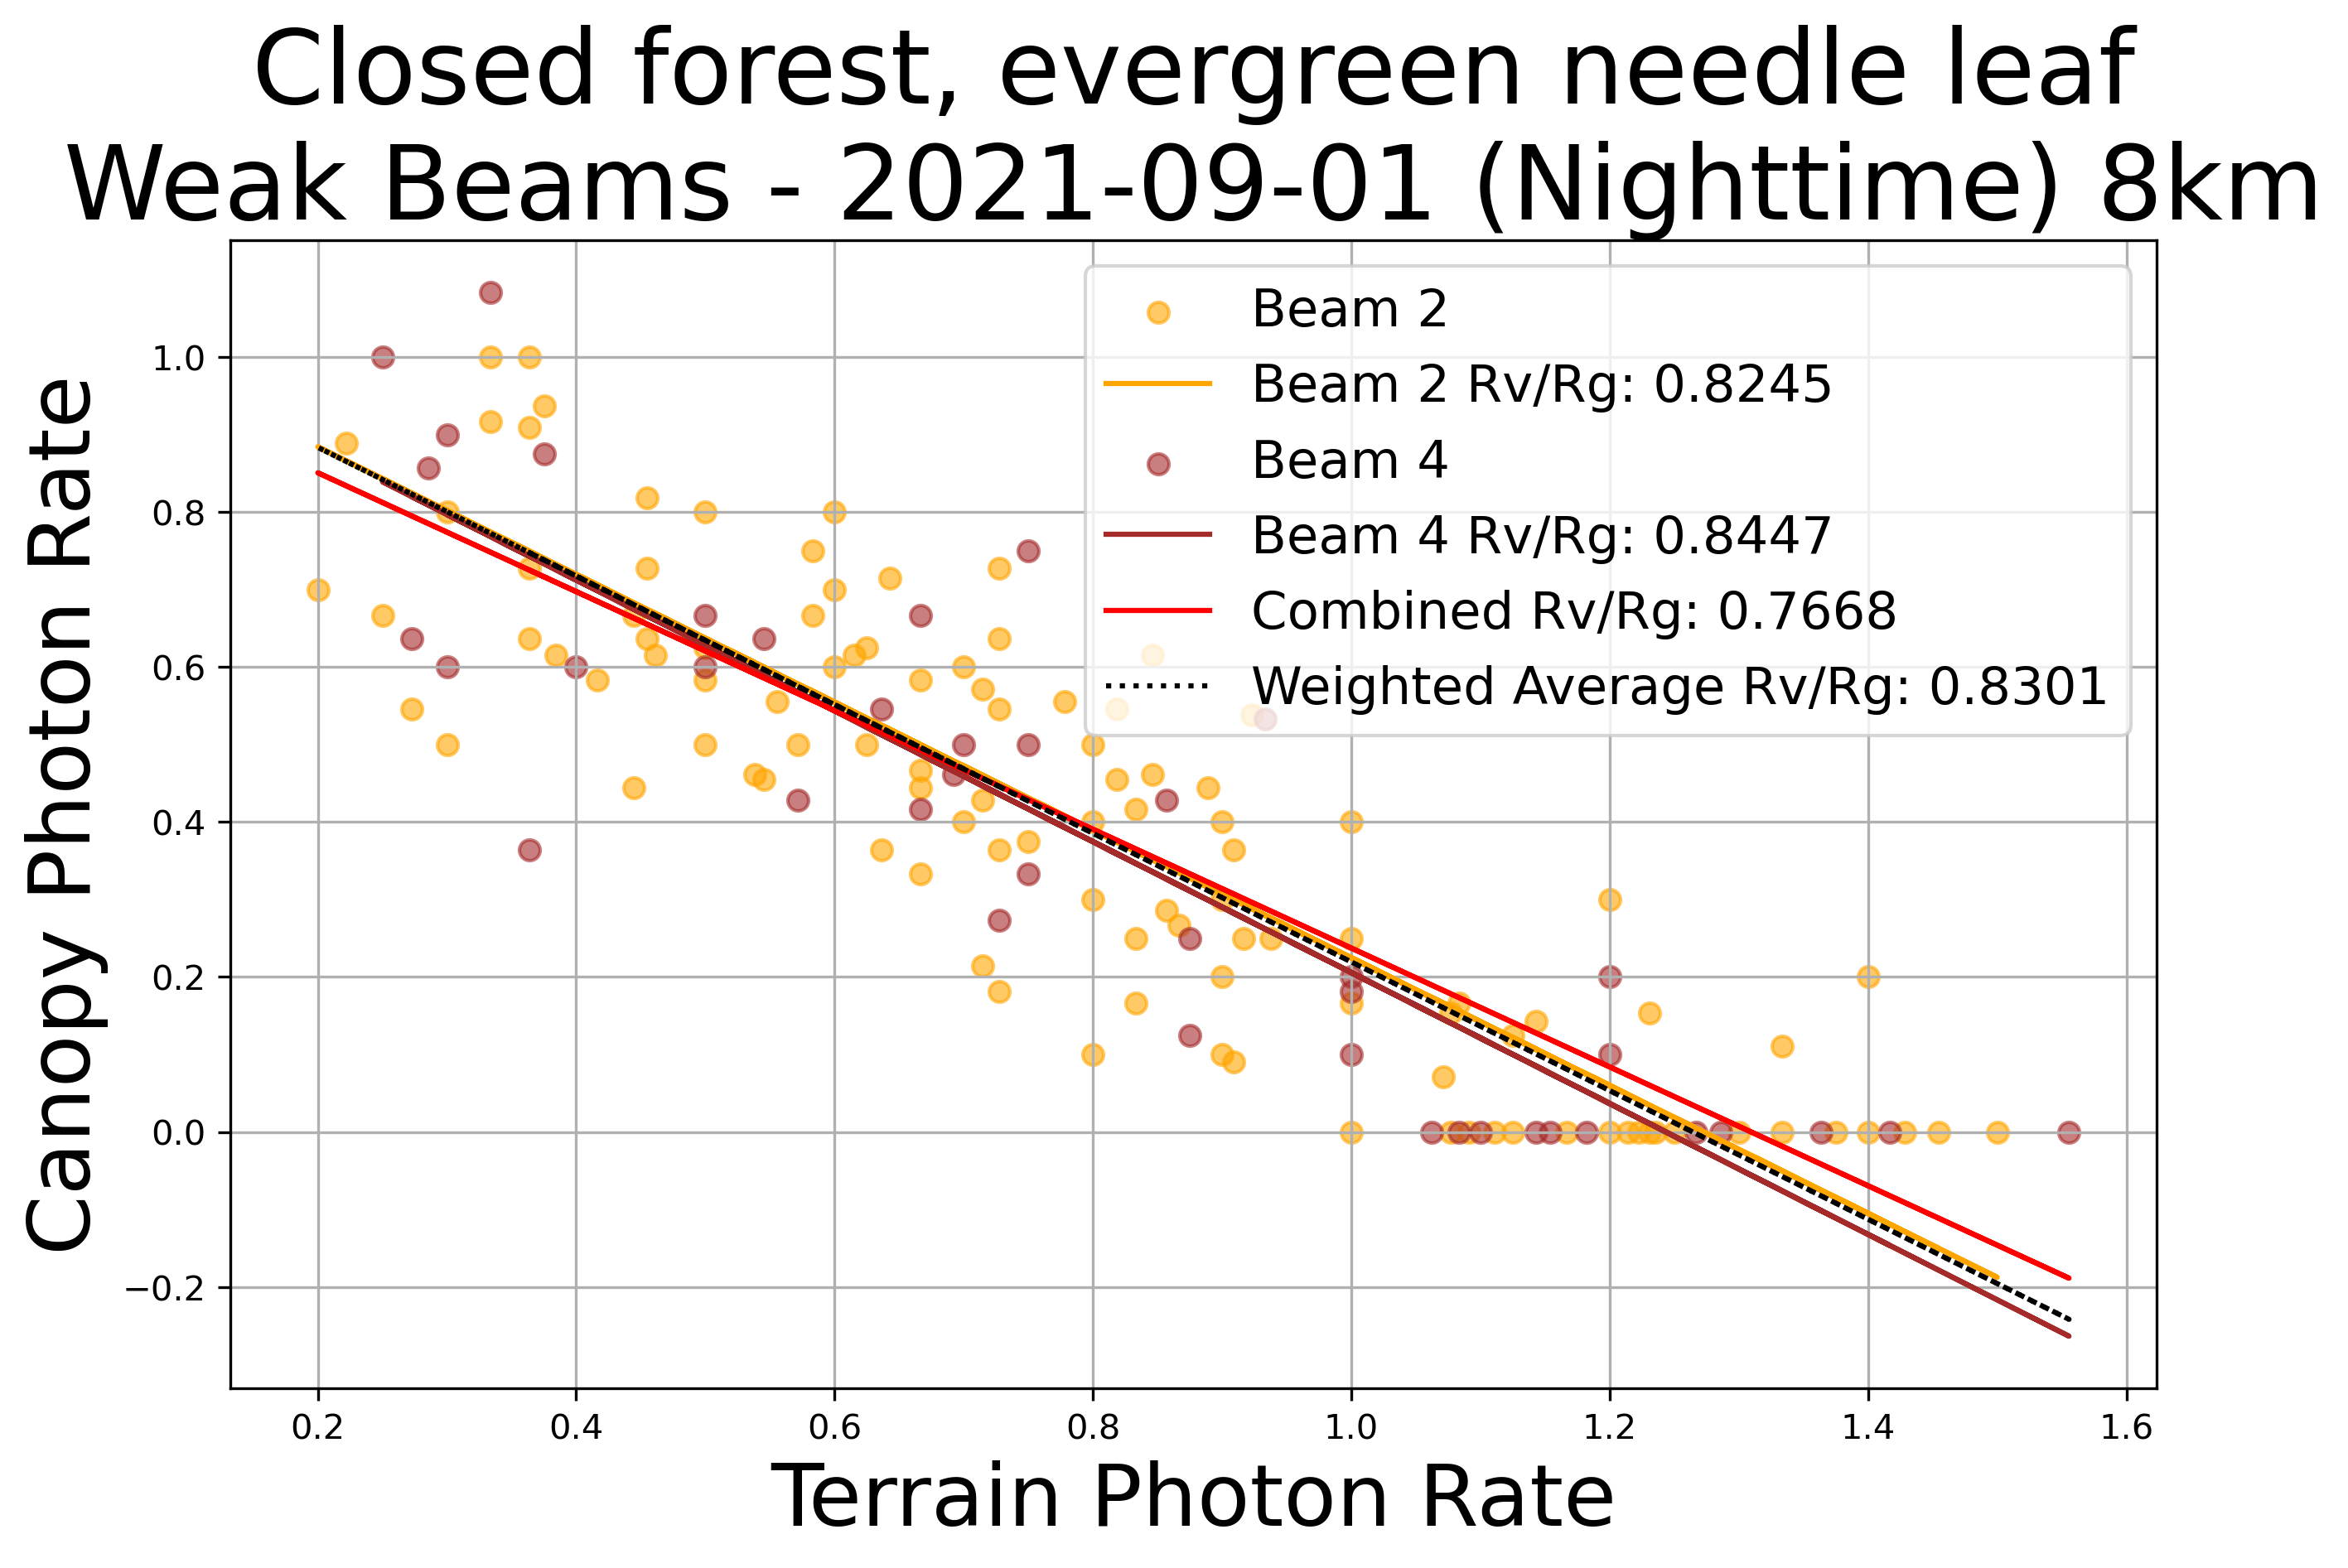 Closed forest, evergreen needle leaf
Weak Beams - 2021-09-01 (Nighttime) 8km
Beam 2
Beam 2 Rv/Rg: 0.8245
Beam 4
Beam 4 Rv/Rg: 0.8447
Combined Rv/Rg: 0.7668
Weighted Average Rv/Rg: 0.8301
Canopy Photon Rate
1.0
0.8
0.6
0.4
0.2
0.0
−0.2
0.2 0.4 0.6 0.8 1.0 1.2 1.4 1.6
Terrain Photon Rate